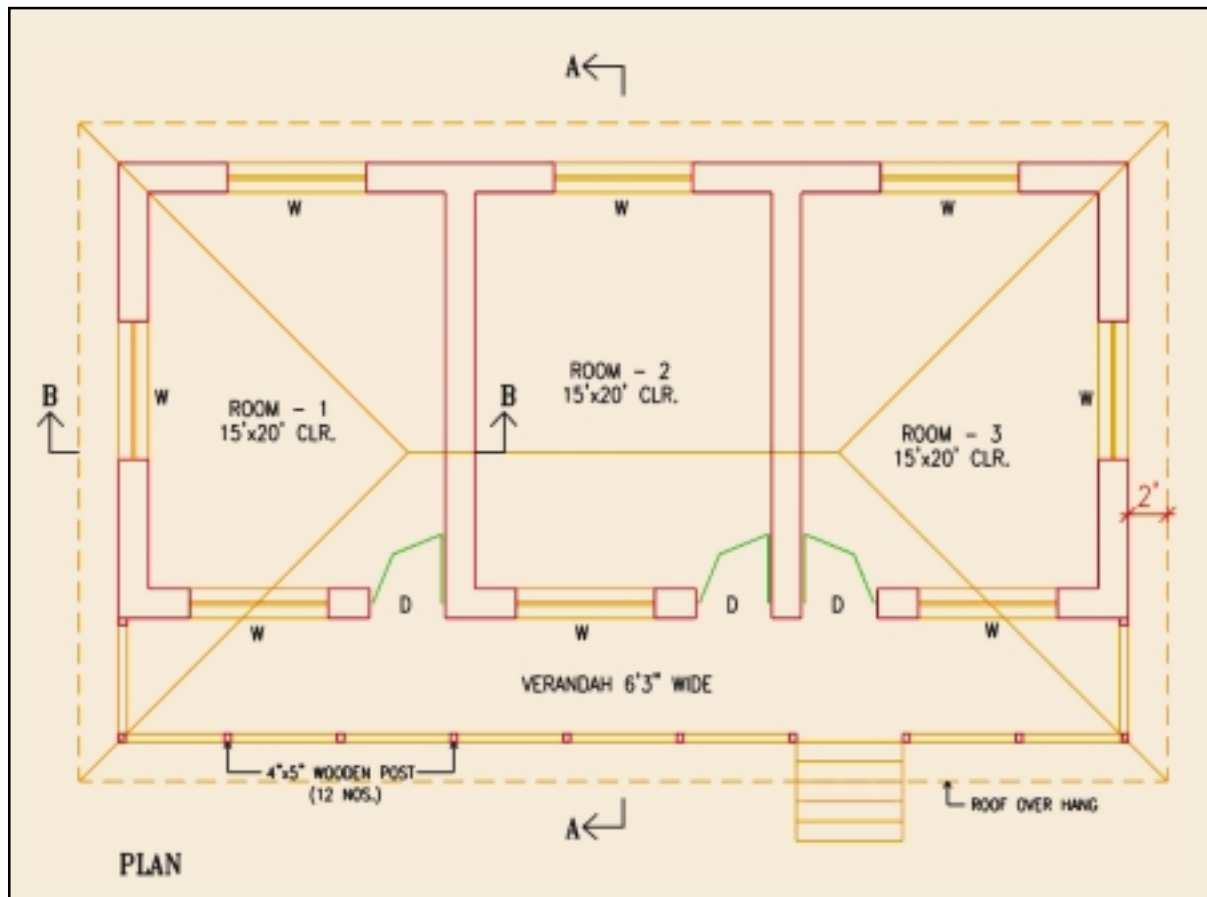 A
W
W
W
B
W
ROOM - 1
15'x20' CLR.
B
ROOM - 2
15'x20' CLR.
W
ROOM - 3
15'x20' CLR.
2'
D
D
D
W
W
W
VERANDAH 6'3" WIDE
4"x5" WOODEN POST
(12 NOS.)
ROOF OVER HANG
A
PLAN